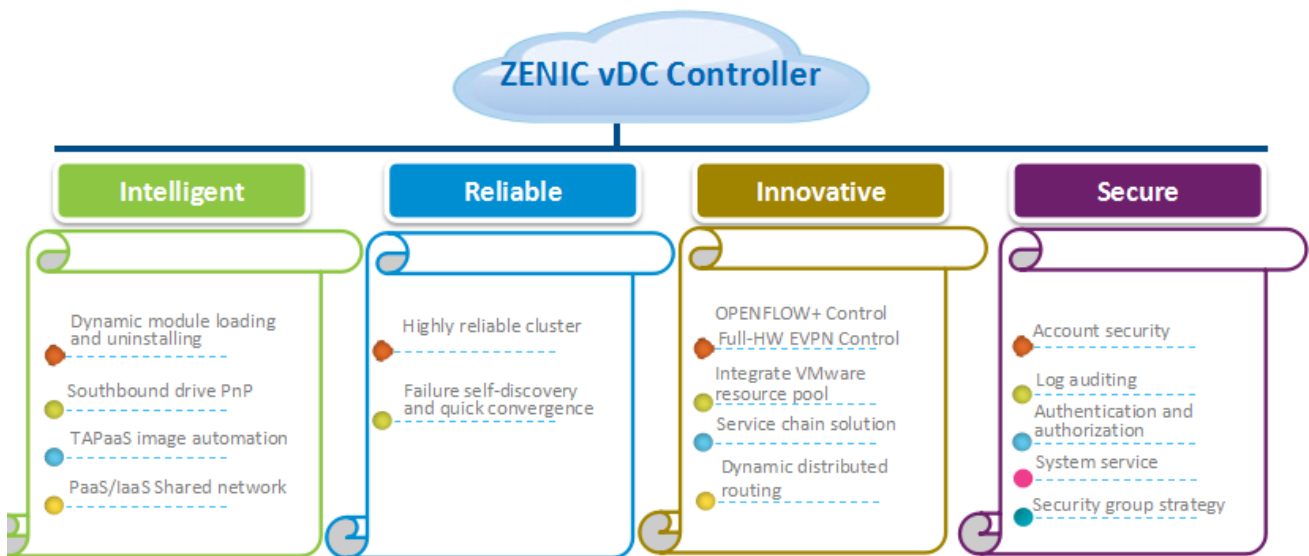 ZENIC vDC Controller
Intelligent
Reliable
Innovative
Secure
Dynamic module loading
and uninstalling
Southbound drive PnP
TAPaaS image automation
PaaS/IaaS Shared network
Highly reliable cluster
Failure self-discovery
and quick convergence
OPENFLOW+ Control
Full-HW EVPN Control
Integrate VMware
resource pool
Service chain solution
Dynamic distributed
routing
Account security
Log auditing
Authentication and
authorization
System service
Security group strategy